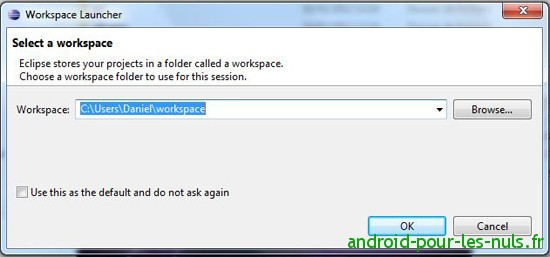 Workspace Launcher
Select a workspace
Eclipse stores your projects in a folder called a workspace.
Choose a workspace folder to use for this session.
Workspace: C:\Users\Daniel\workspace Browse...
Use this as the default and do not ask again
OK Cancel
android-pour-les-nuls.fr